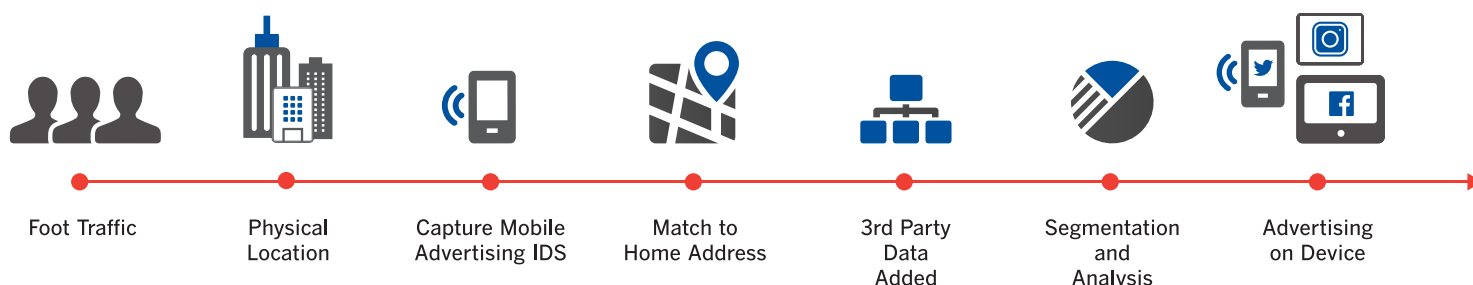 Foot Traffic
Physical
Location
Capture Mobile
Advertising IDS
Match to
Home Address
3rd Party
Data
Added
Segmentation
and
Analysis
Advertising
on Device